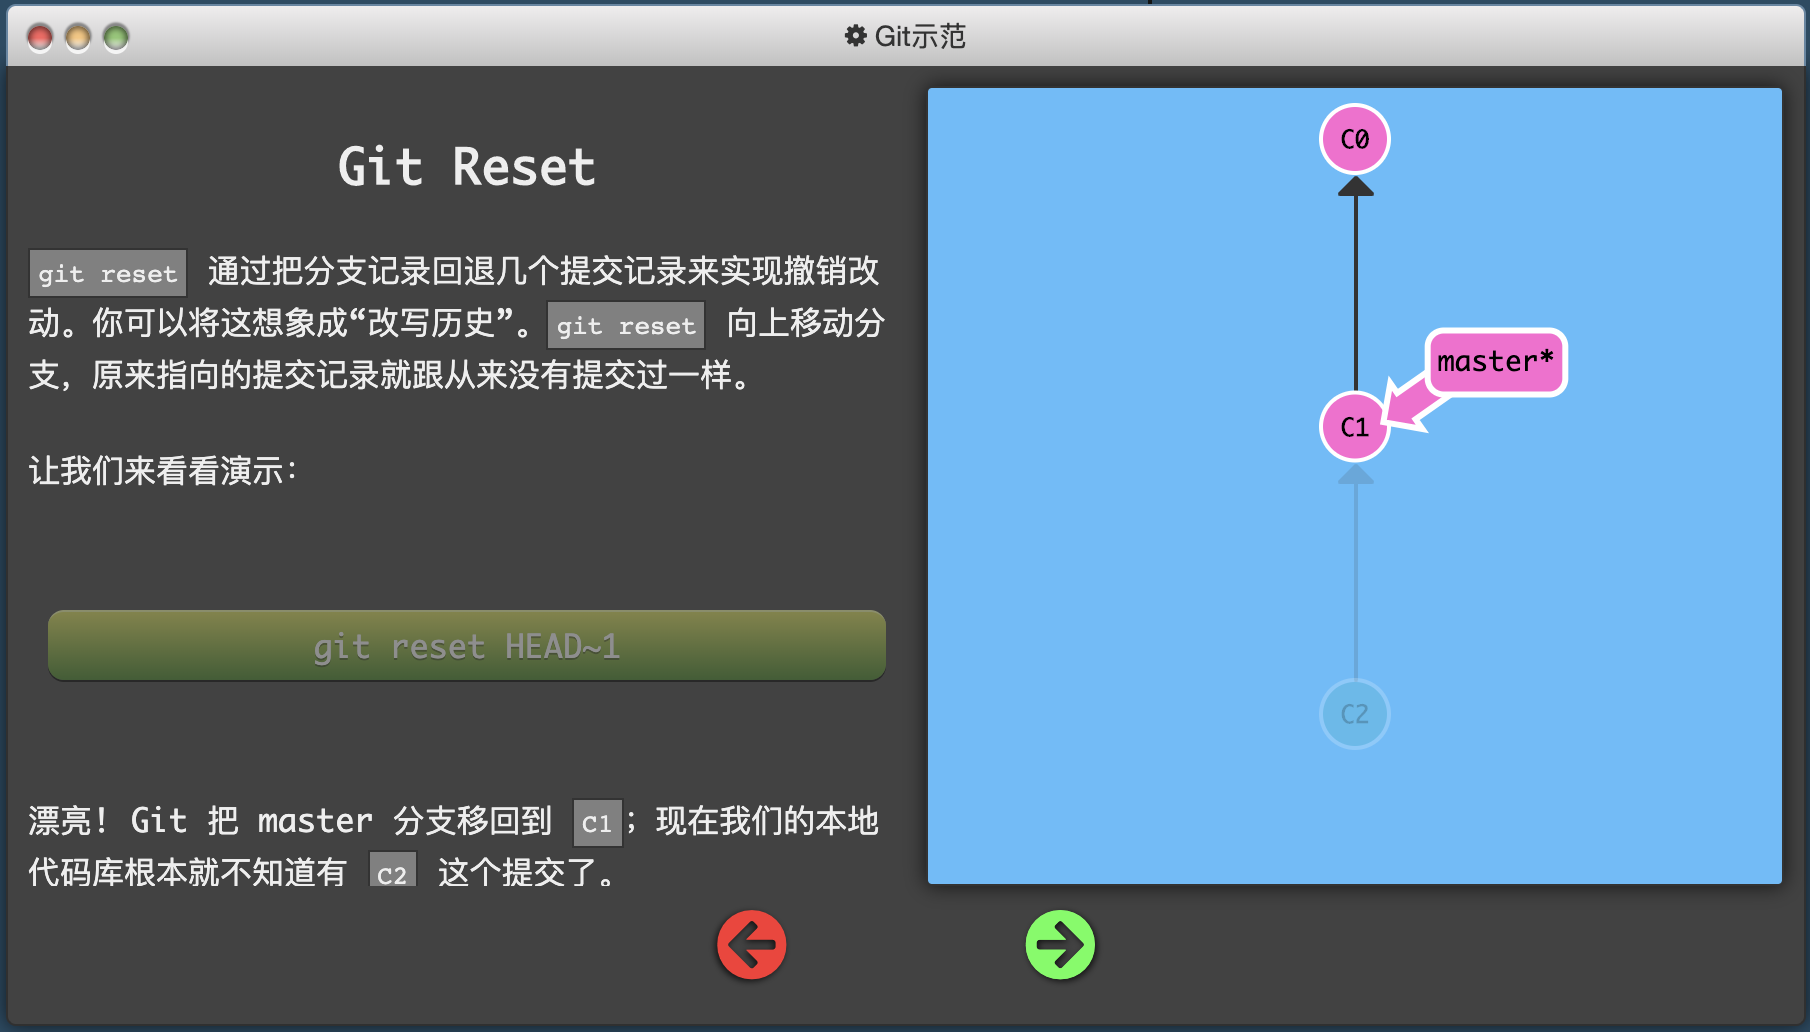 Git示范
Git Reset
git reset 通过把分支记录回退几个提交记录来实现撤销改
动。你可以将这想象成“改写历史”。git reset 向上移动分
支，原来指向的提交记录就跟从来没有提交过一样。
让我们来看看演示：
git reset HEAD~1
漂亮! Git 把 master 分支移回到 C1；现在我们的本地
代码库根本就不知道有 C2 这个提交了。
C0
master*
C1
C2